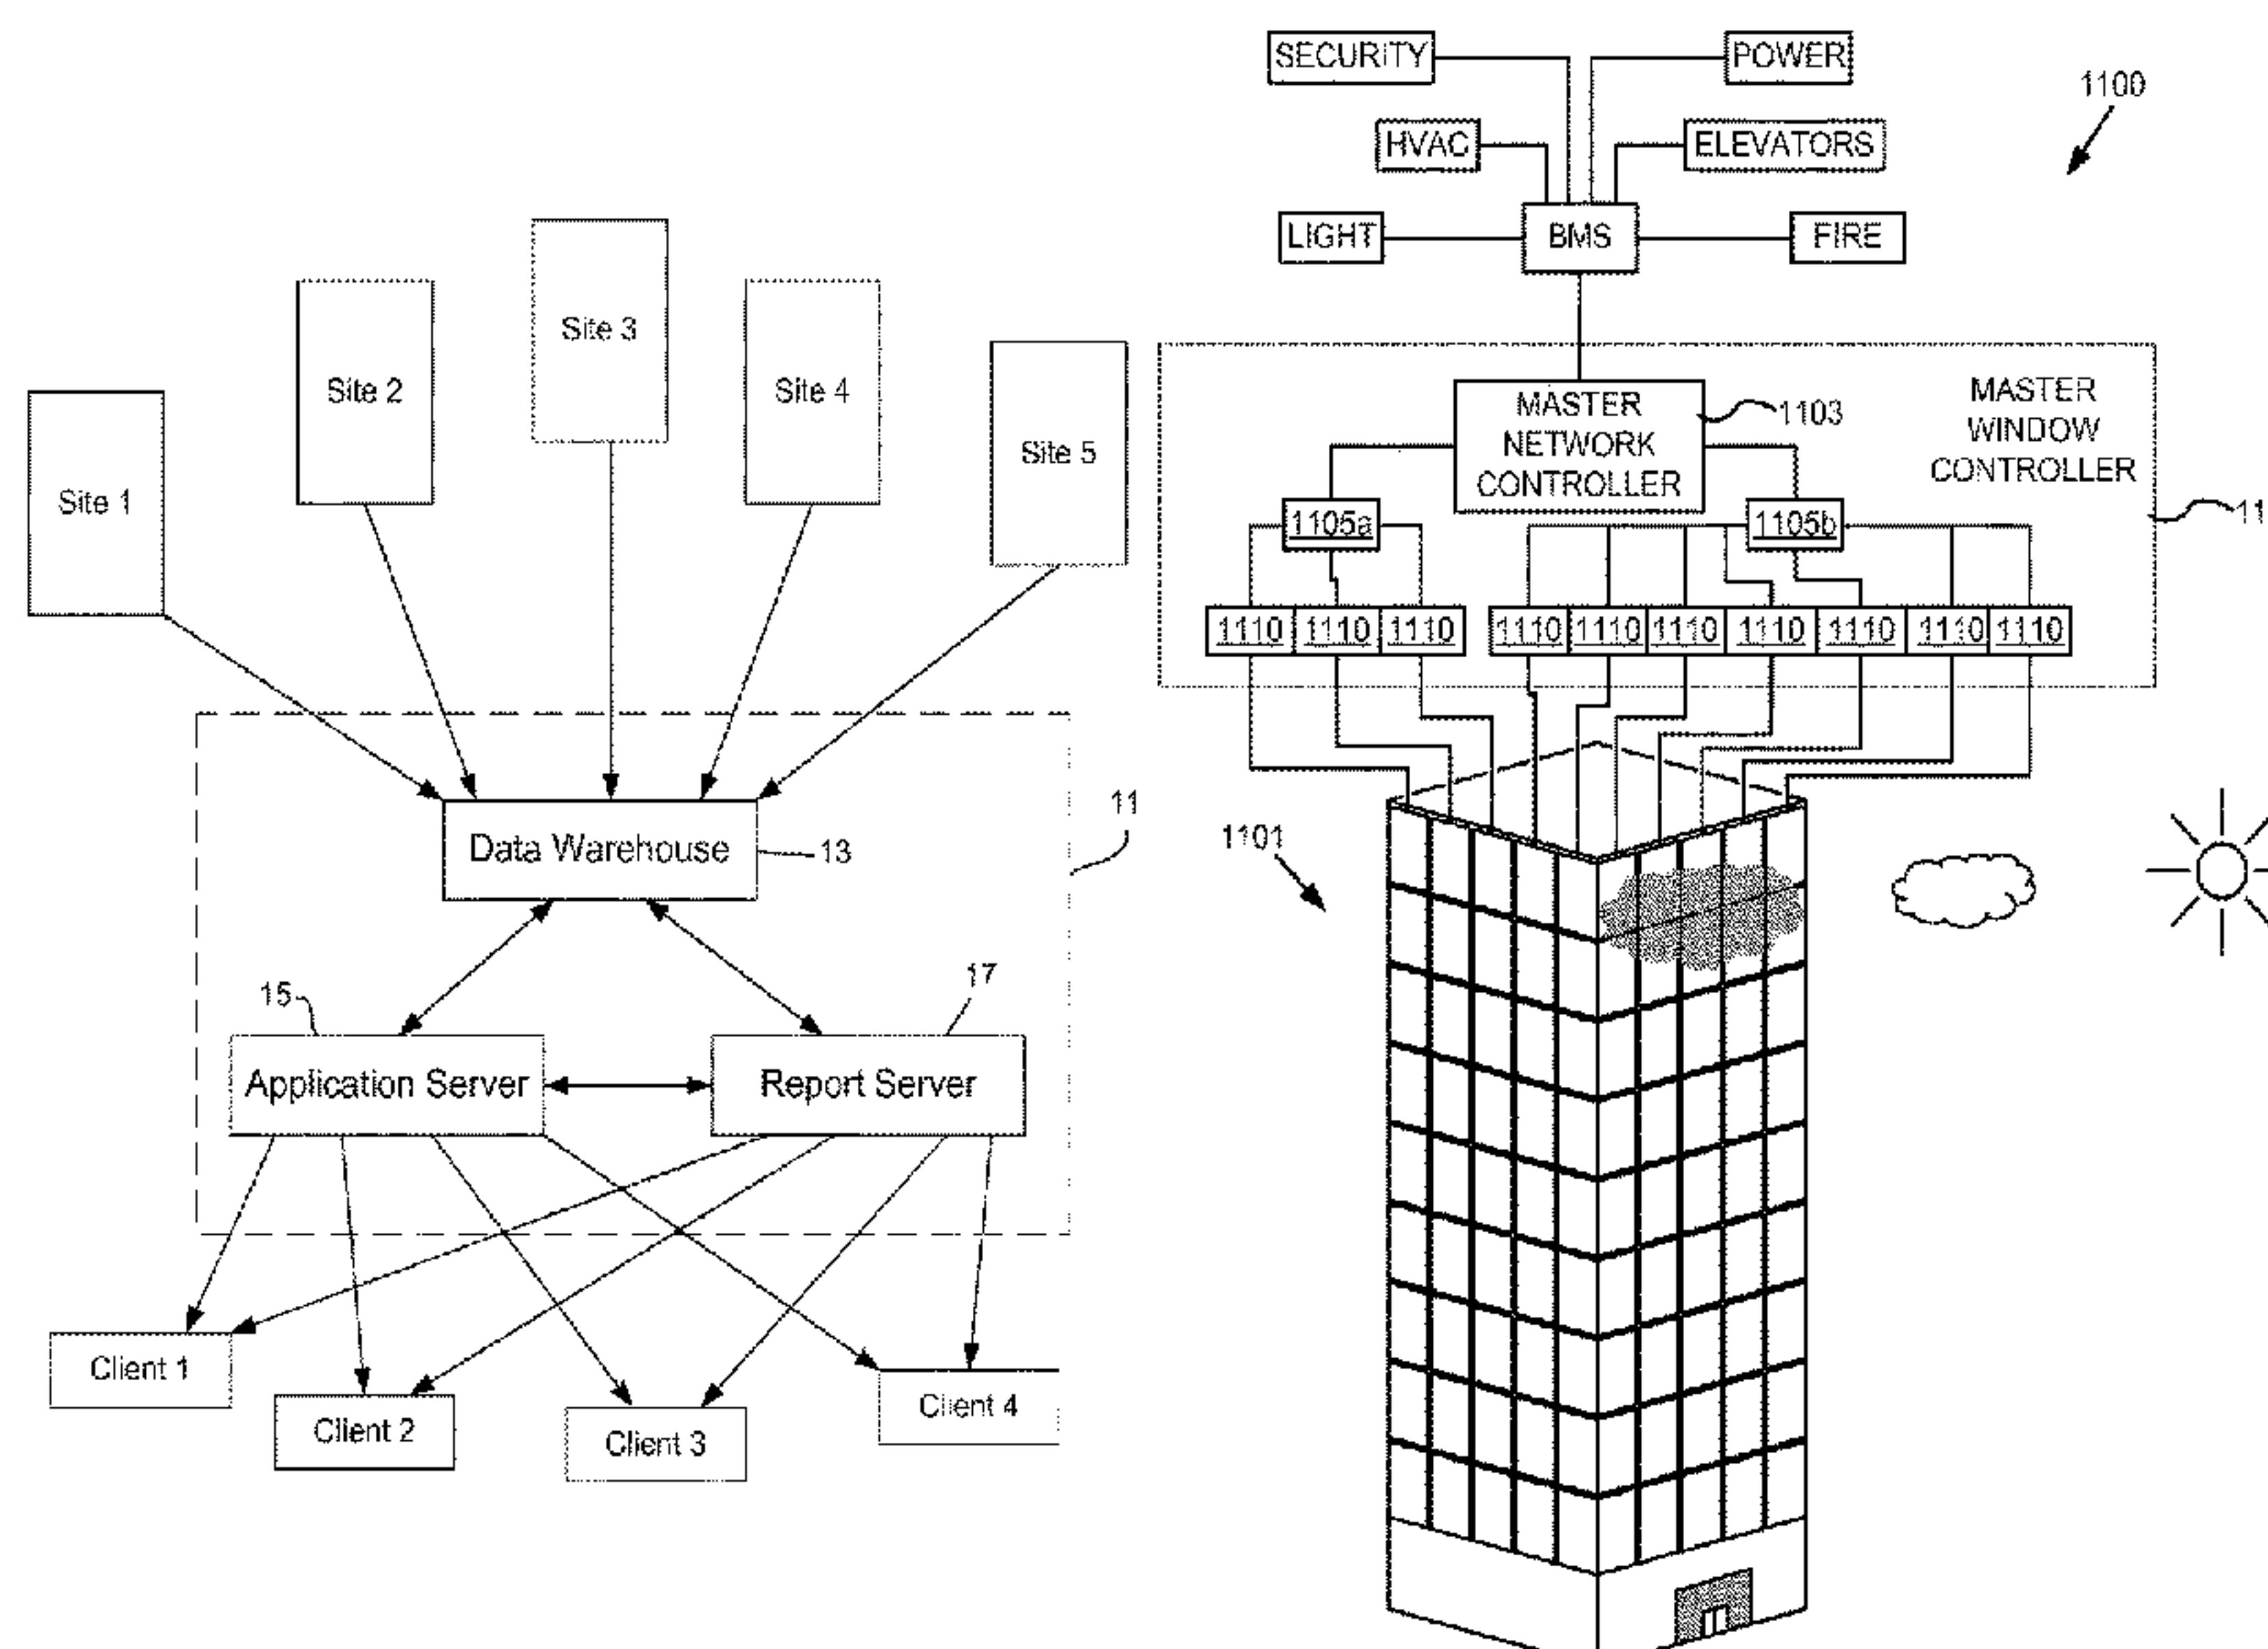 Site 1
Site 2
Site 3
Site 4
Site 5
Data Warehouse
13
11
15
17
Application Server
Report Server
Client 1
Client 2
Client 3
Client 4
SECURITY
POWER
1100
HVAC
ELEVATORS
LIGHT
BMS
FIRE
MASTER
NETWORK
CONTROLLER
1103
MASTER
WINDOW
CONTROLLER
1105a
1105b
11
1110 1110 1110
1110 1110 1110 1110 1110 1110 1110
1101